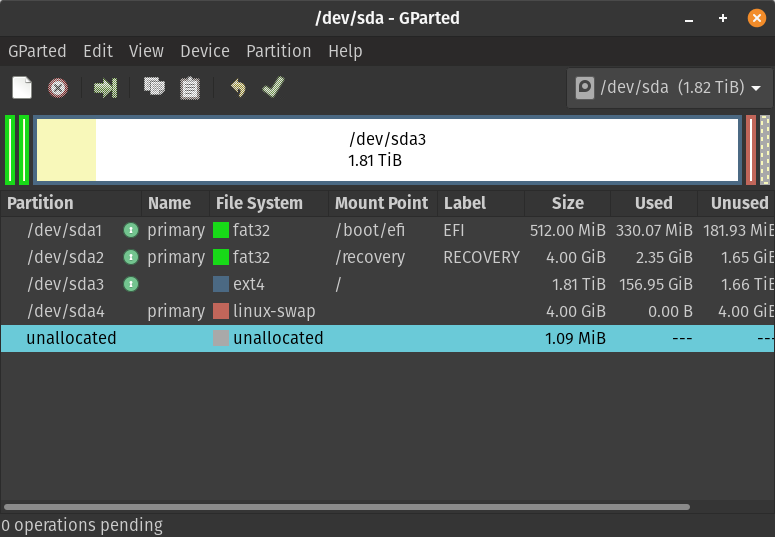 /dev/sda - GParted
GParted Edit View Device Partition Help
/dev/sda (1.82 TiB)
/dev/sda3
1.81 TiB
Partition Name File System Mount Point Label Size Used Unused
/dev/sda1 primary fat32 /boot/efi EFI 512.00 MiB 330.07 MiB 181.93 MiB
/dev/sda2 primary fat32 /recovery RECOVERY 4.00 GiB 2.35 GiB 1.65 GiB
/dev/sda3 ext4 / 1.81 TiB 156.95 GiB 1.66 TiB
/dev/sda4 primary linux-swap 4.00 GiB 0.00 B 4.00 GiB
unallocated unallocated 1.09 MiB --- ---
0 operations pending